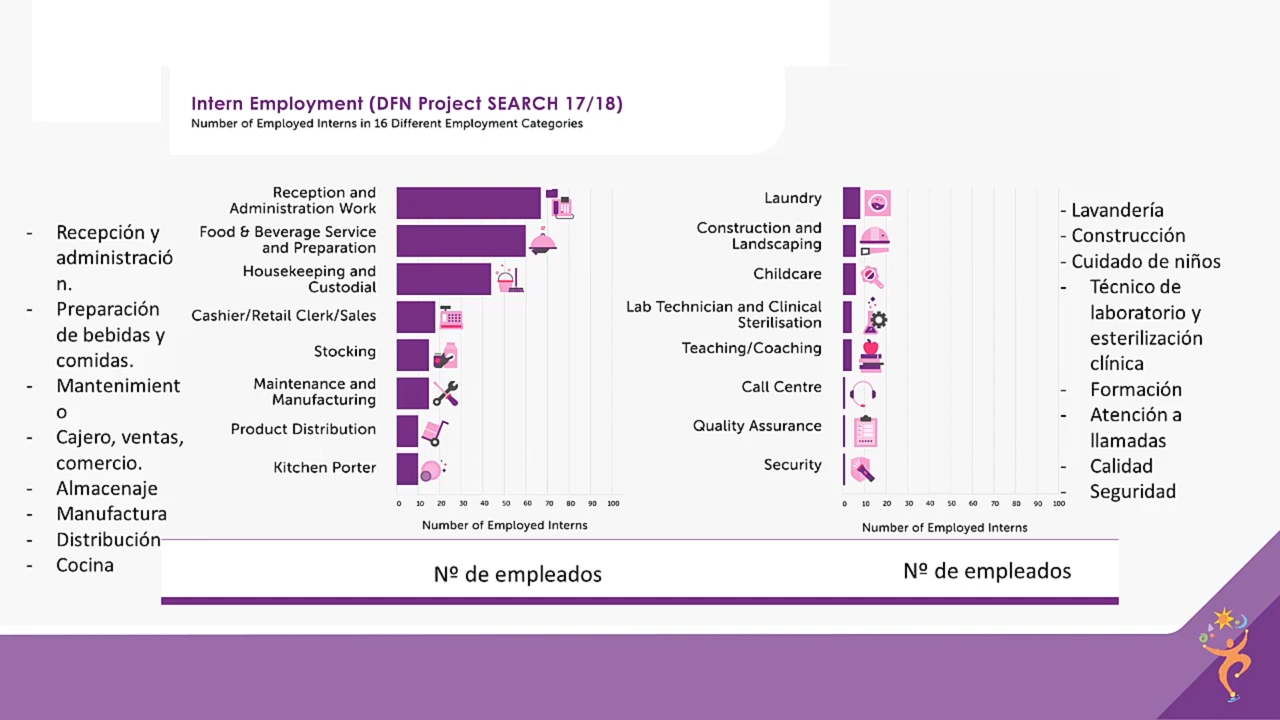 Intern Employment (DFN Project SEARCH 17/18)
Number of Employed Interns in 16 Different Employment Categories
- Recepción y
administració
n.
- Preparación
de bebidas y
comidas.
- Mantenimient
o
- Cajero, ventas,
comercio.
- Almacenaje
- Manufactura
- Distribución
- Cocina
Reception and
Administration Work
Food & Beverage Service
and Preparation
Housekeeping and
Custodial
Cashier/Retail Clerk/Sales
Stocking
Maintenance and
Manufacturing
Product Distribution
Kitchen Porter
0 10 20 30 40 50 60 70 80 90 100
Number of Employed Interns
Nº de empleados
Laundry
Construction and
Landscaping
Childcare
Lab Technician and Clinical
Sterilisation
Teaching/Coaching
Call Centre
Quality Assurance
Security
0 10 20 30 40 50 60 70 80 90 100
Number of Employed Interns
Nº de empleados
- Lavandería
- Construcción
- Cuidado de niños
- Técnico de
laboratorio y
esterilización
clínica
- Formación
- Atención a
llamadas
- Calidad
- Seguridad